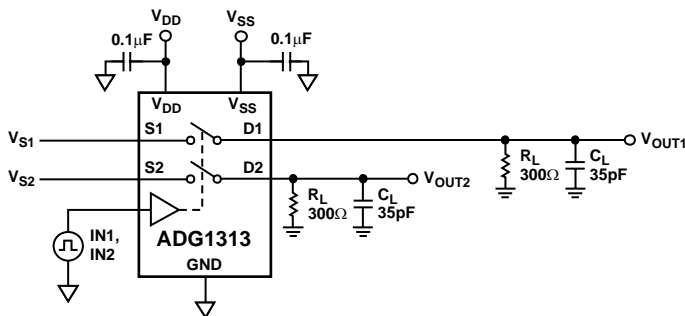 VDD
VSS
0.1μF
0.1μF
VDD
VSS
VS1
S1
D1
VOUT1
VS2
S2
D2
VOUT2
RL
300Ω
CL
35pF
RL
300Ω
CL
35pF
IN1,
IN2
ADG1313
GND